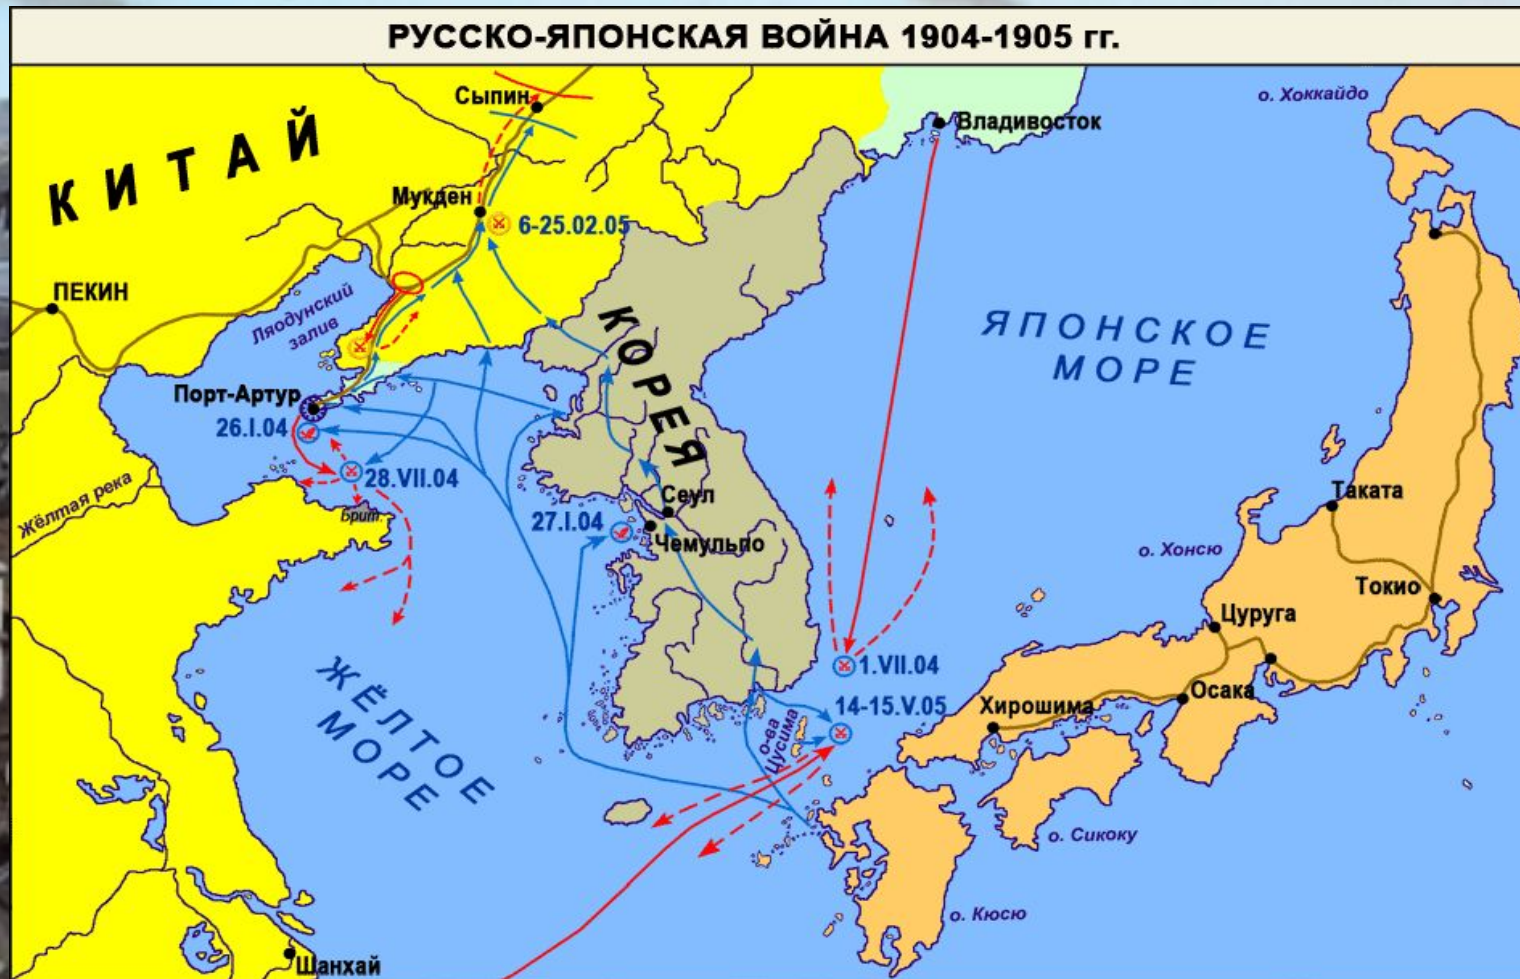 РУССКО-ЯПОНСКАЯ ВОЙНА 1904-1905 гг.
Сыпин
о. Хоккайдо
Владивосток
КИТАЙ
Мукден
6-25.02.05
ПЕКИН
Ляодунский
залив
КОРЕЯ
ЯПОНСКОЕ
МОРЕ
Порт-Артур
26.I.04
28.VII.04
Жёлтая река
Брит.
Сеул
27.I.04
Чемульпо
Таката
о. Хонсю
Токио
Цуруга
1.VII.04
14-15.V.05
Осака
Хирошима
о-ва
Цусима
ЖЁЛТОЕ
МОРЕ
о. Сикоку
о. Кюсю
Шанхай